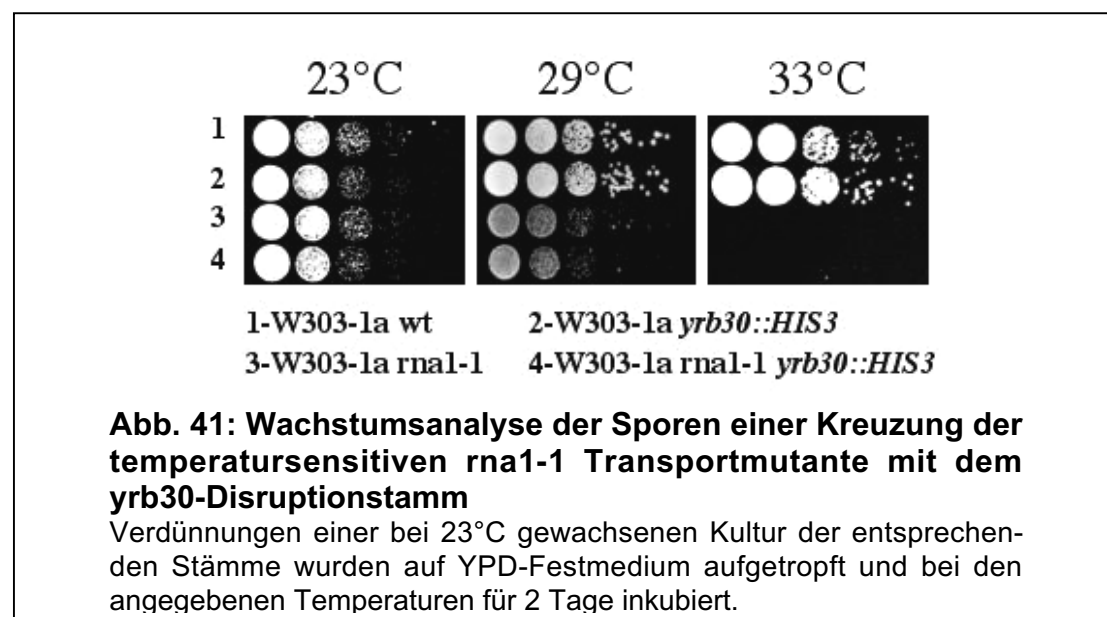 23°C 29°C 33°C
1
2
3
4
1-W303-1a wt 2-W303-1a yrb30::HIS3
3-W303-1a rna1-1 4-W303-1a rna1-1 yrb30::HIS3
Abb. 41: Wachstumsanalyse der Sporen einer Kreuzung der
temperatursensitiven rna1-1 Transportmutante mit dem
yrb30-Disruptionstamm
Verdünnungen einer bei 23°C gewachsenen Kultur der entsprechen-
den Stämme wurden auf YPD-Festmedium aufgetropft und bei den
angegebenen Temperaturen für 2 Tage inkubiert.